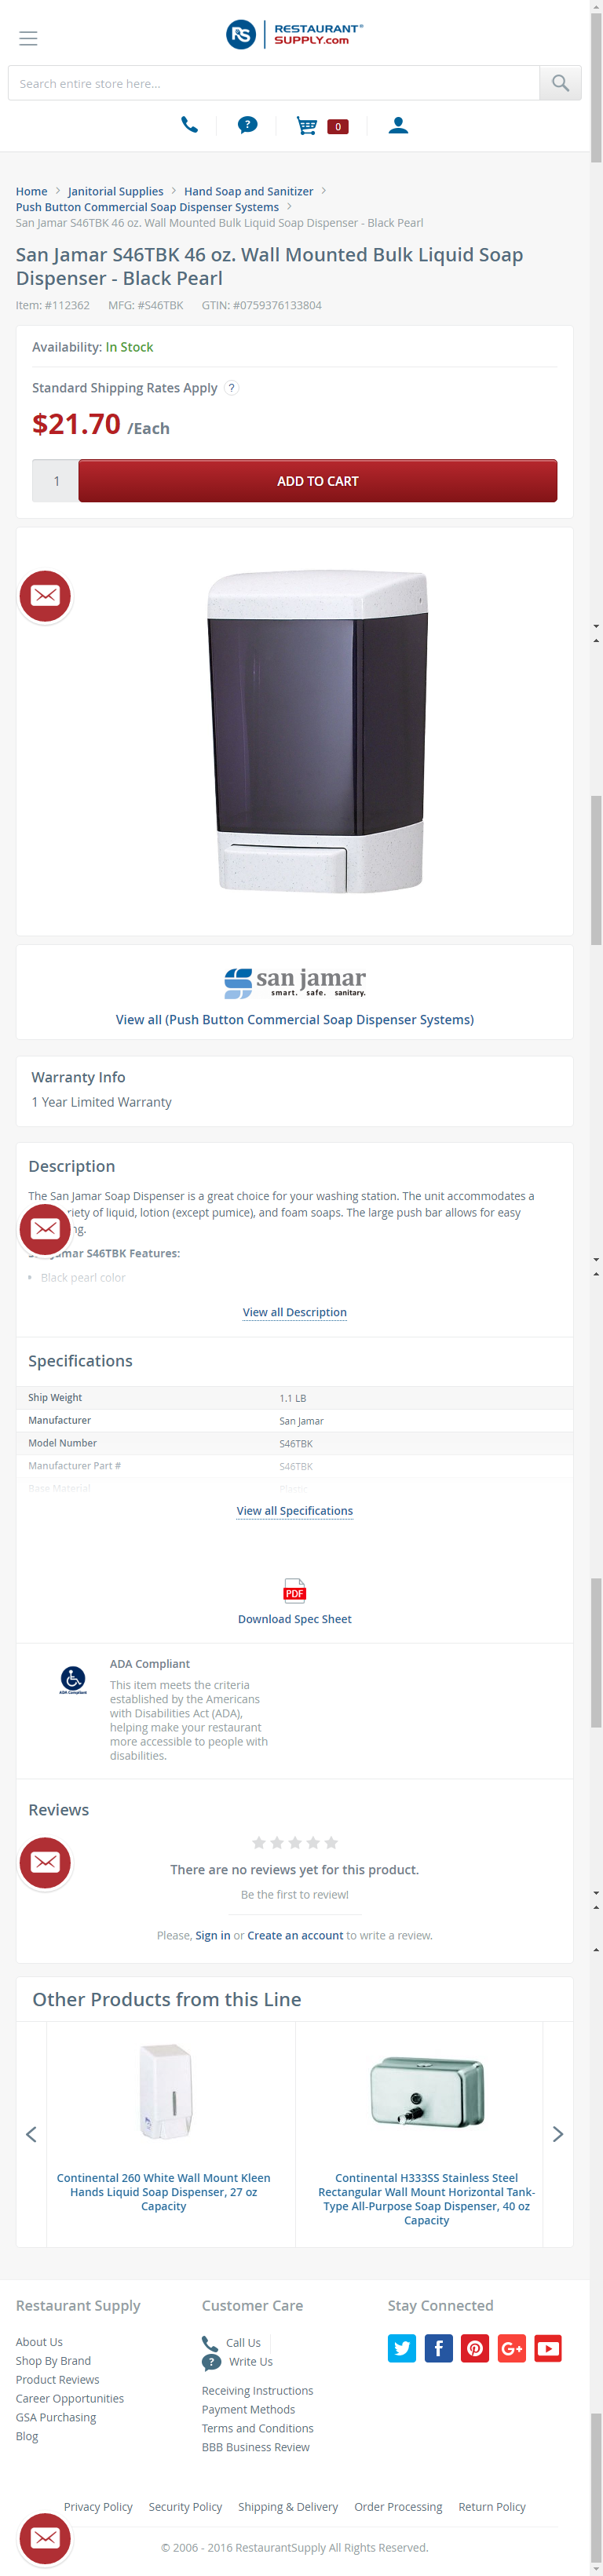 RS RESTAURANT®
SUPPLY.com
Search entire store here...
?
0
Home > Janitorial Supplies > Hand Soap and Sanitizer >
Push Button Commercial Soap Dispenser Systems >
San Jamar S46TBK 46 oz. Wall Mounted Bulk Liquid Soap Dispenser - Black Pearl
San Jamar S46TBK 46 oz. Wall Mounted Bulk Liquid Soap
Dispenser - Black Pearl
Item: #112362 MFG: #S46TBK GTIN: #0759376133804
Availability: In Stock
Standard Shipping Rates Apply ?
$21.70 /Each
1 ADD TO CART
san jamar
smart. safe. sanitary.
View all (Push Button Commercial Soap Dispenser Systems)
Warranty Info
1 Year Limited Warranty
Description
The San Jamar Soap Dispenser is a great choice for your washing station. The unit accommodates a
riety of liquid, lotion (except pumice), and foam soaps. The large push bar allows for easy
ng.
mar S46TBK Features:
• Black pearl color
View all Description
Specifications
Ship Weight 1.1 LB
Manufacturer San Jamar
Model Number S46TBK
Manufacturer Part # S46TBK
Base Material Plastic
View all Specifications
PDF
Download Spec Sheet
ADA Compliant
ADA Compliant
This item meets the criteria
established by the Americans
with Disabilities Act (ADA),
helping make your restaurant
more accessible to people with
disabilities.
Reviews
There are no reviews yet for this product.
Be the first to review!
Please, Sign in or Create an account to write a review.
Other Products from this Line
Continental 260 White Wall Mount Kleen
Hands Liquid Soap Dispenser, 27 oz
Capacity
Continental H333SS Stainless Steel
Rectangular Wall Mount Horizontal Tank-
Type All-Purpose Soap Dispenser, 40 oz
Capacity
Restaurant Supply
About Us
Shop By Brand
Product Reviews
Career Opportunities
GSA Purchasing
Blog
Customer Care
Call Us
? Write Us
Receiving Instructions
Payment Methods
Terms and Conditions
BBB Business Review
Stay Connected
f G+
Privacy Policy Security Policy Shipping & Delivery Order Processing Return Policy
© 2006 - 2016 RestaurantSupply All Rights Reserved.